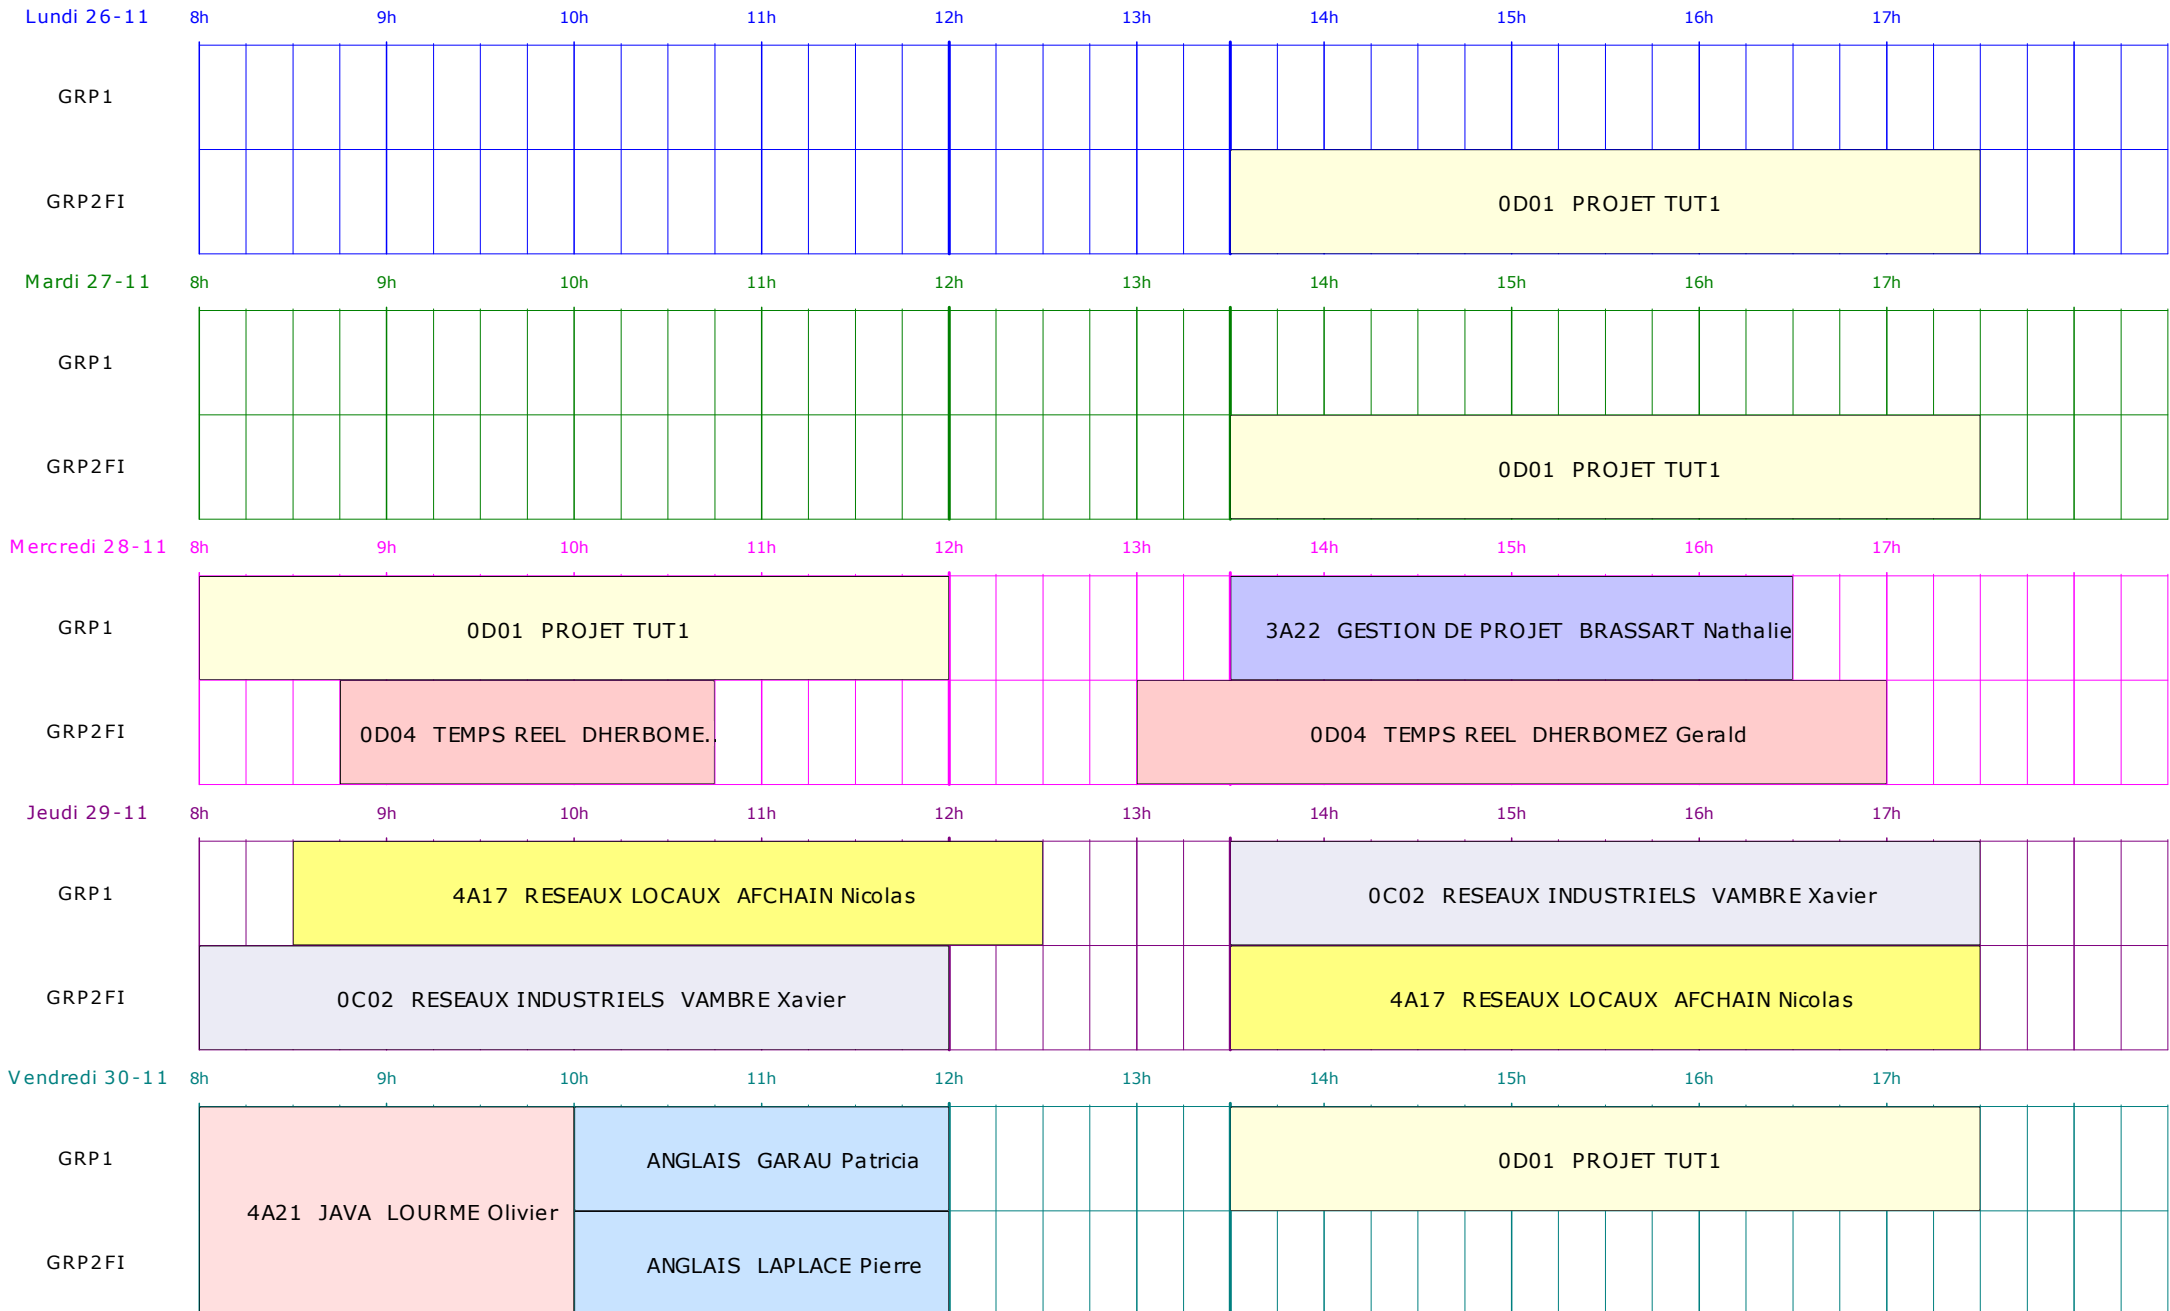 Lundi 26-11 8h 9h 10h 11h 12h 13h 14h 15h 16h 17h
GRP1
GRP2FI 0D01 PROJET TUT1
Mardi 27-11 8h 9h 10h 11h 12h 13h 14h 15h 16h 17h
GRP1
GRP2FI 0D01 PROJET TUT1
Mercredi 28-11 8h 9h 10h 11h 12h 13h 14h 15h 16h 17h
GRP1 0D01 PROJET TUT1 3A22 GESTION DE PROJET BRASSART Nathalie
GRP2FI 0D04 TEMPS REEL DHERBOME.. 0D04 TEMPS REEL DHERBOMEZ Gerald
Jeudi 29-11 8h 9h 10h 11h 12h 13h 14h 15h 16h 17h
GRP1 4A17 RESEAUX LOCAUX AFCHAIN Nicolas 0C02 RESEAUX INDUSTRIELS VAMBRE Xavier
GRP2FI 0C02 RESEAUX INDUSTRIELS VAMBRE Xavier 4A17 RESEAUX LOCAUX AFCHAIN Nicolas
Vendredi 30-11 8h 9h 10h 11h 12h 13h 14h 15h 16h 17h
GRP1 ANGLAIS GARAU Patricia 0D01 PROJET TUT1
4A21 JAVA LOURME Olivier
GRP2FI ANGLAIS LAPLACE Pierre